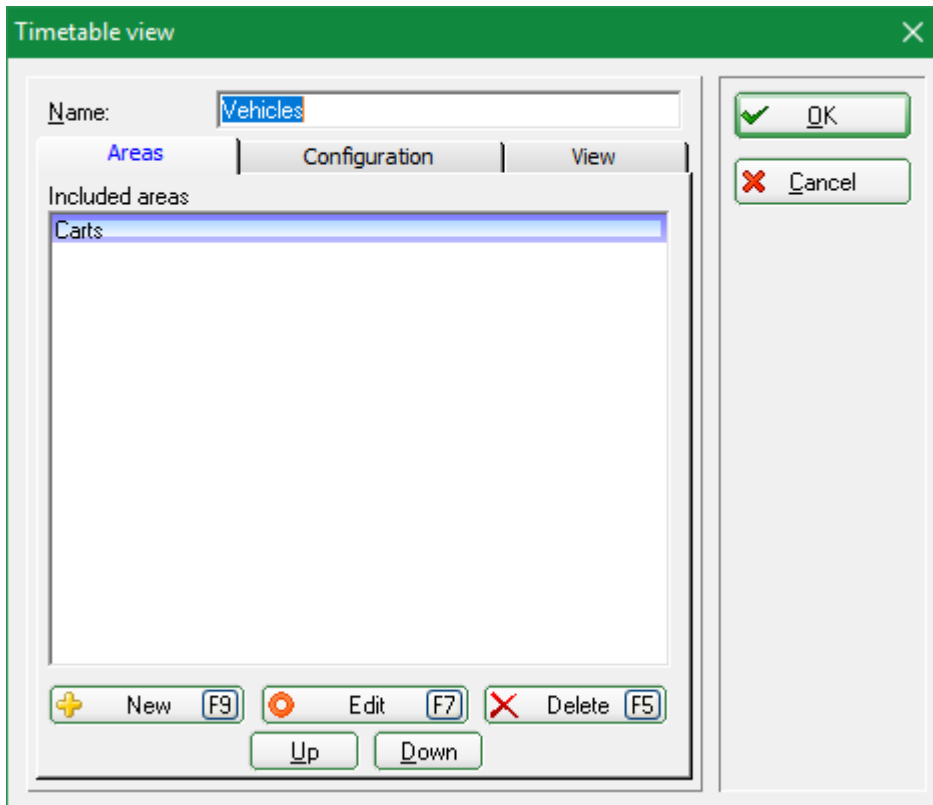 Timetable view
Name: Vehicles
OK
Areas Configuration View
Cancel
Included areas
Carts
New F9 Edit F7 Delete F5
Up Down